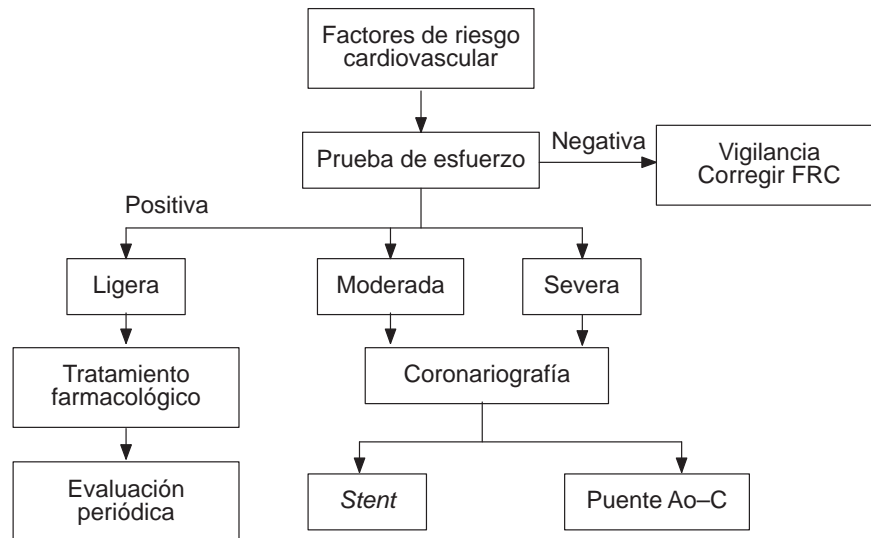 Factores de riesgo
cardiovascular
Prueba de esfuerzo
Negativa
Vigilancia
Corregir FRC
Positiva
Ligera
Moderada
Severa
Tratamiento
farmacológico
Coronariografía
Evaluación
periódica
Stent
Puente Ao–C